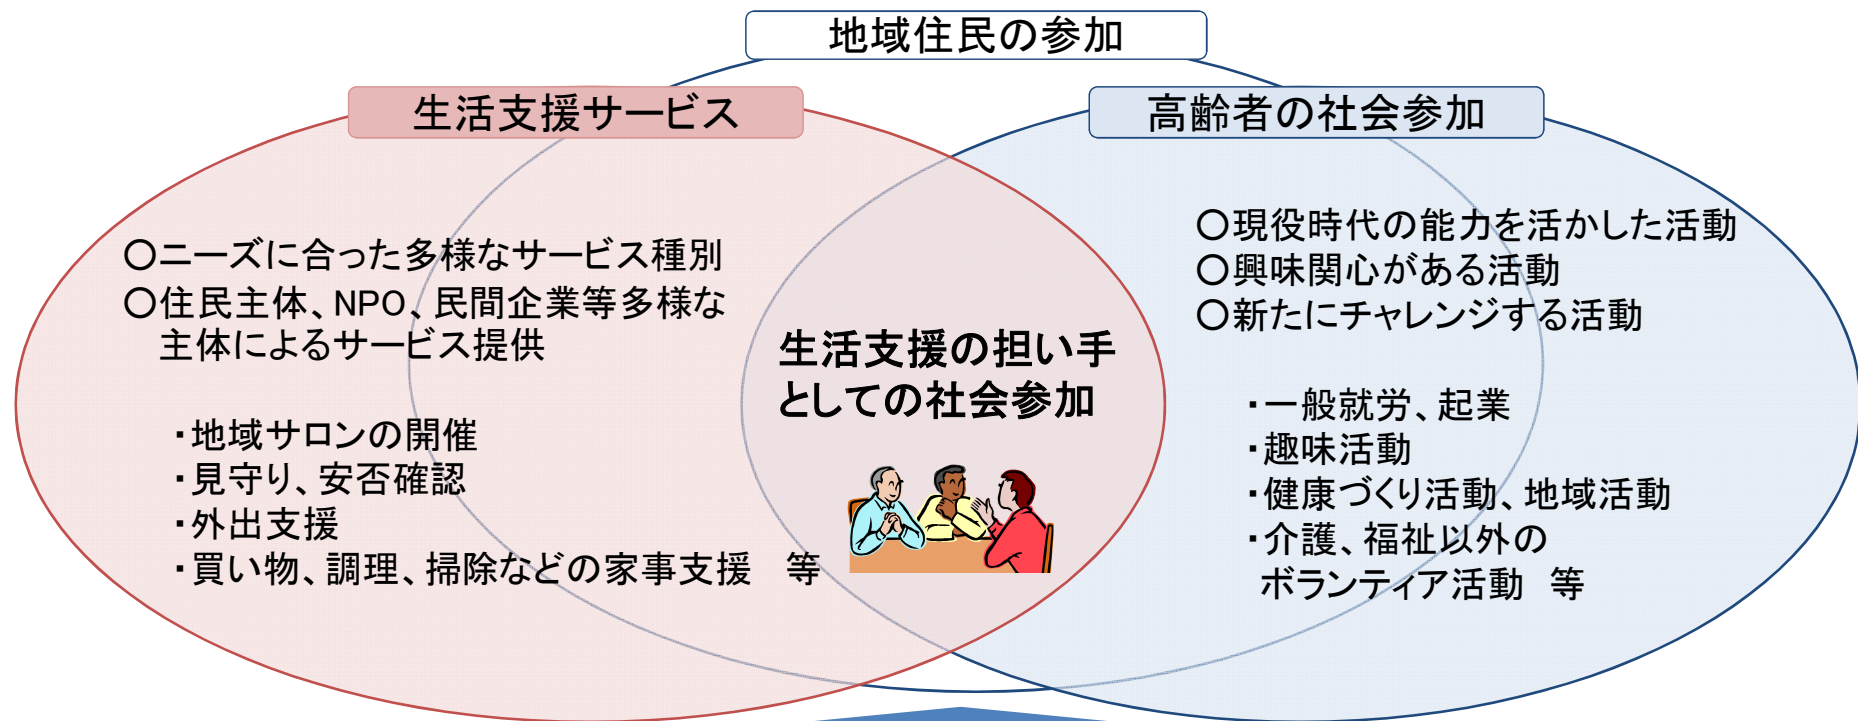 地域住民の参加
生活支援サービス
高齢者の社会参加
〇ニーズに合った多様なサービス種別
〇住民主体、NPO、民間企業等多様な
主体によるサービス提供
・地域サロンの開催
・見守り、安否確認
・外出支援
・買い物、調理、掃除などの家事支援　等
生活支援の担い手
としての社会参加
〇現役時代の能力を活かした活動
〇興味関心がある活動
〇新たにチャレンジする活動
・一般就労、起業
・趣味活動
・健康づくり活動、地域活動
・介護、福祉以外の
ボランティア活動　等